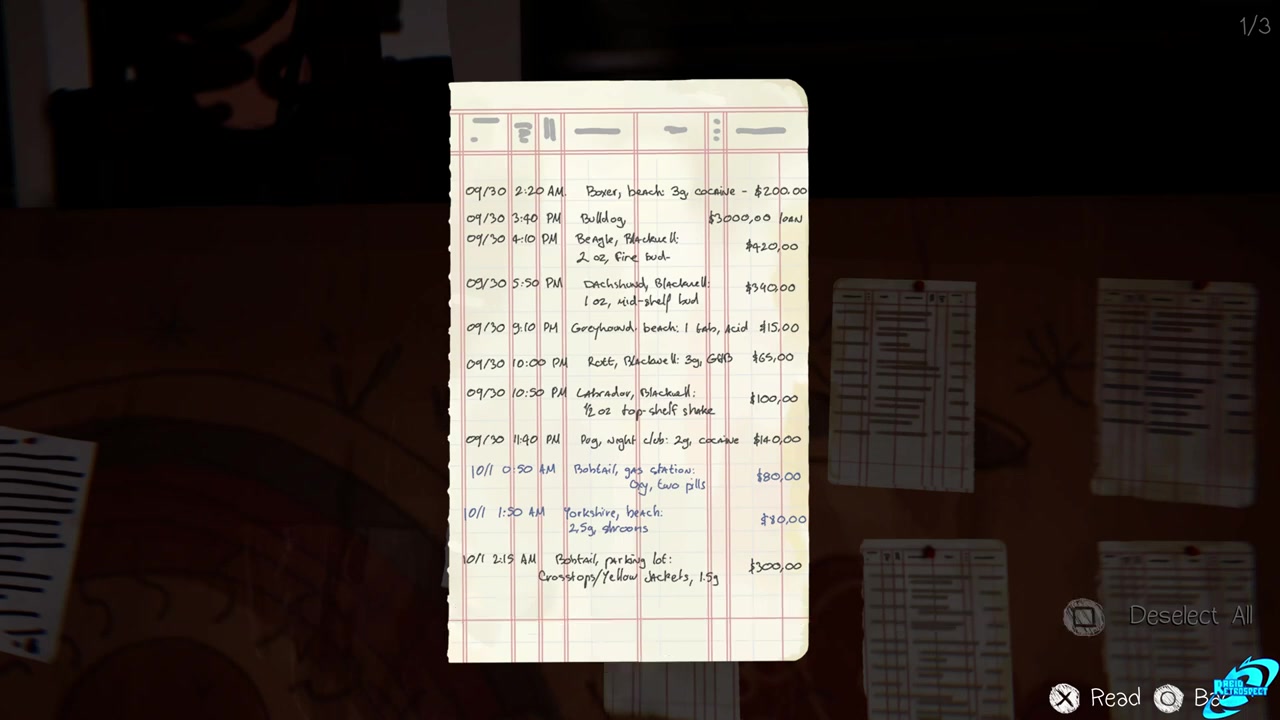 1/3
09/30 2:20 AM. Boxer, beach: 3g, cocaine - $200.00
09/30 3:40 PM Bulldog, $3000,00 loan
09/30 4:10 PM Beagle, Blackwell: $420,00
2 oz, fire bud-
09/30 5:50 PM Dachshund, Blackwell: $340,00
1 oz, mid-shelf bud
09/30 9:10 PM Greyhound, beach: 1 tab, acid $15,00
09/30 10:00 PM Rott, Blackwell: 3g, GHB $65,00
09/30 10:50 PM Labrador, Blackwell: $100,00
1/2 oz top-shelf shake
09/30 11:40 PM Pug, night club: 2g, cocaine $140,00
10/1 0:50 AM Bobtail, gas station: $80,00
Oxy, two pills
10/1 1:50 AM Yorkshire, beach: $80,00
2,5g, shrooms
10/1 2:15 AM Bobtail, parking lot: $300,00
Crosstops/Yellow Jackets, 1.5g
Deselect All
Read
RAPID
RETROSPECT